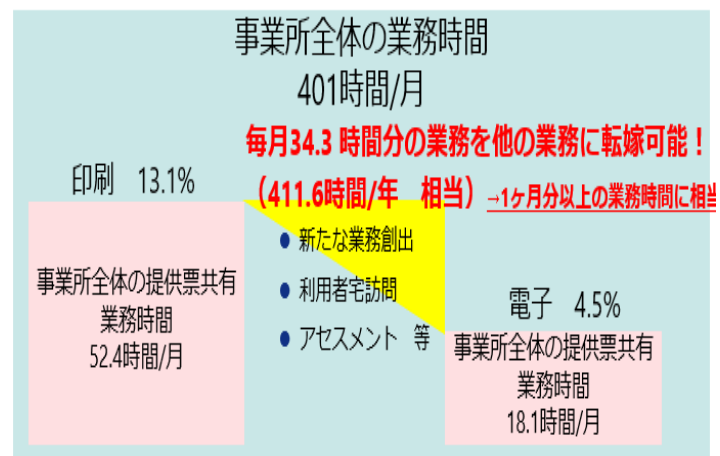 事業所全体の業務時間
401時間/月
毎月34.3 時間分の業務を他の業務に転嫁可能！
（411.6時間/年　相当）→1ヶ月分以上の業務時間に相当
印刷　13.1%
事業所全体の提供票共有
業務時間
52.4時間/月
● 新たな業務創出
● 利用者宅訪問
● アセスメント　等
電子　4.5%
事業所全体の提供票共有
業務時間
18.1時間/月